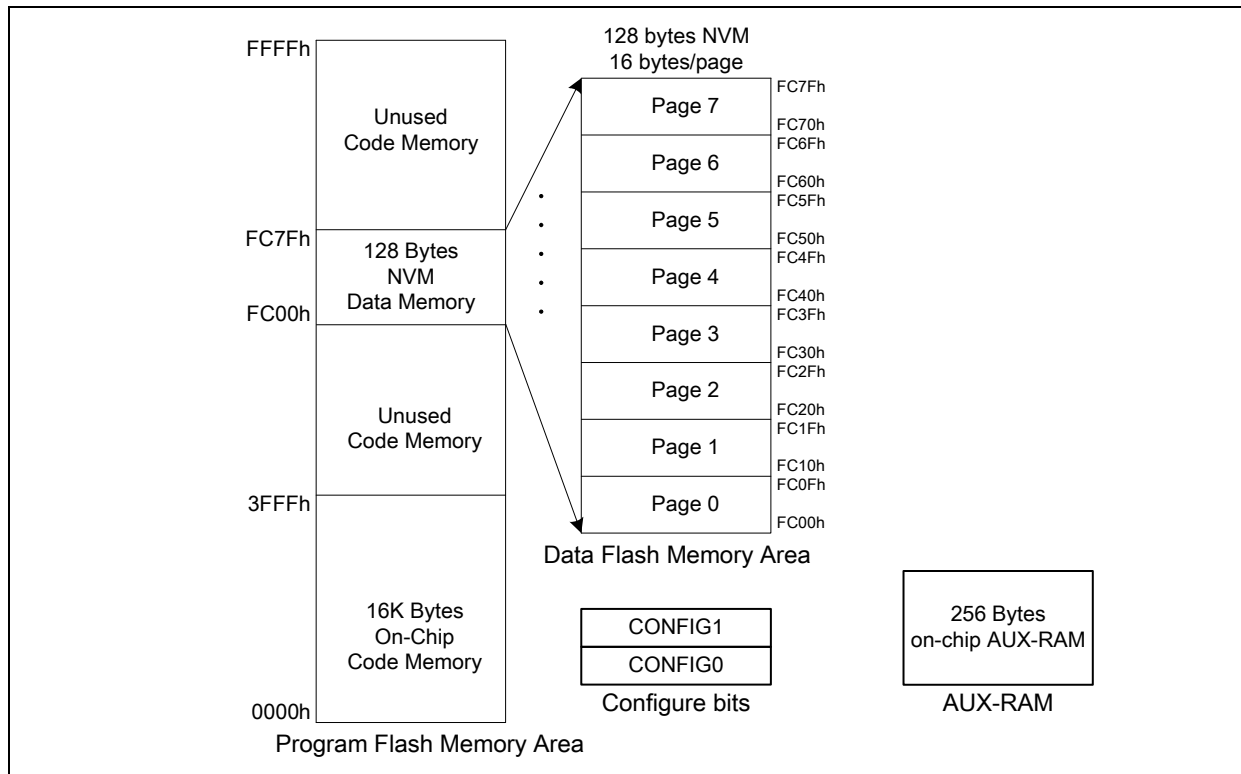 FFFFh
Unused
Code Memory
FC7Fh
128 Bytes
NVM
Data Memory
FC00h
Unused
Code Memory
3FFFh
16K Bytes
On-Chip
Code Memory
0000h
Program Flash Memory Area
128 bytes NVM
16 bytes/page
FC7Fh
Page 7
FC70h
FC6Fh
Page 6
FC60h
FC5Fh
Page 5
FC50h
FC4Fh
Page 4
FC40h
FC3Fh
Page 3
FC30h
FC2Fh
Page 2
FC20h
FC1Fh
Page 1
FC10h
FC0Fh
Page 0
FC00h
Data Flash Memory Area
CONFIG1
CONFIG0
Configure bits
256 Bytes
on-chip AUX-RAM
AUX-RAM